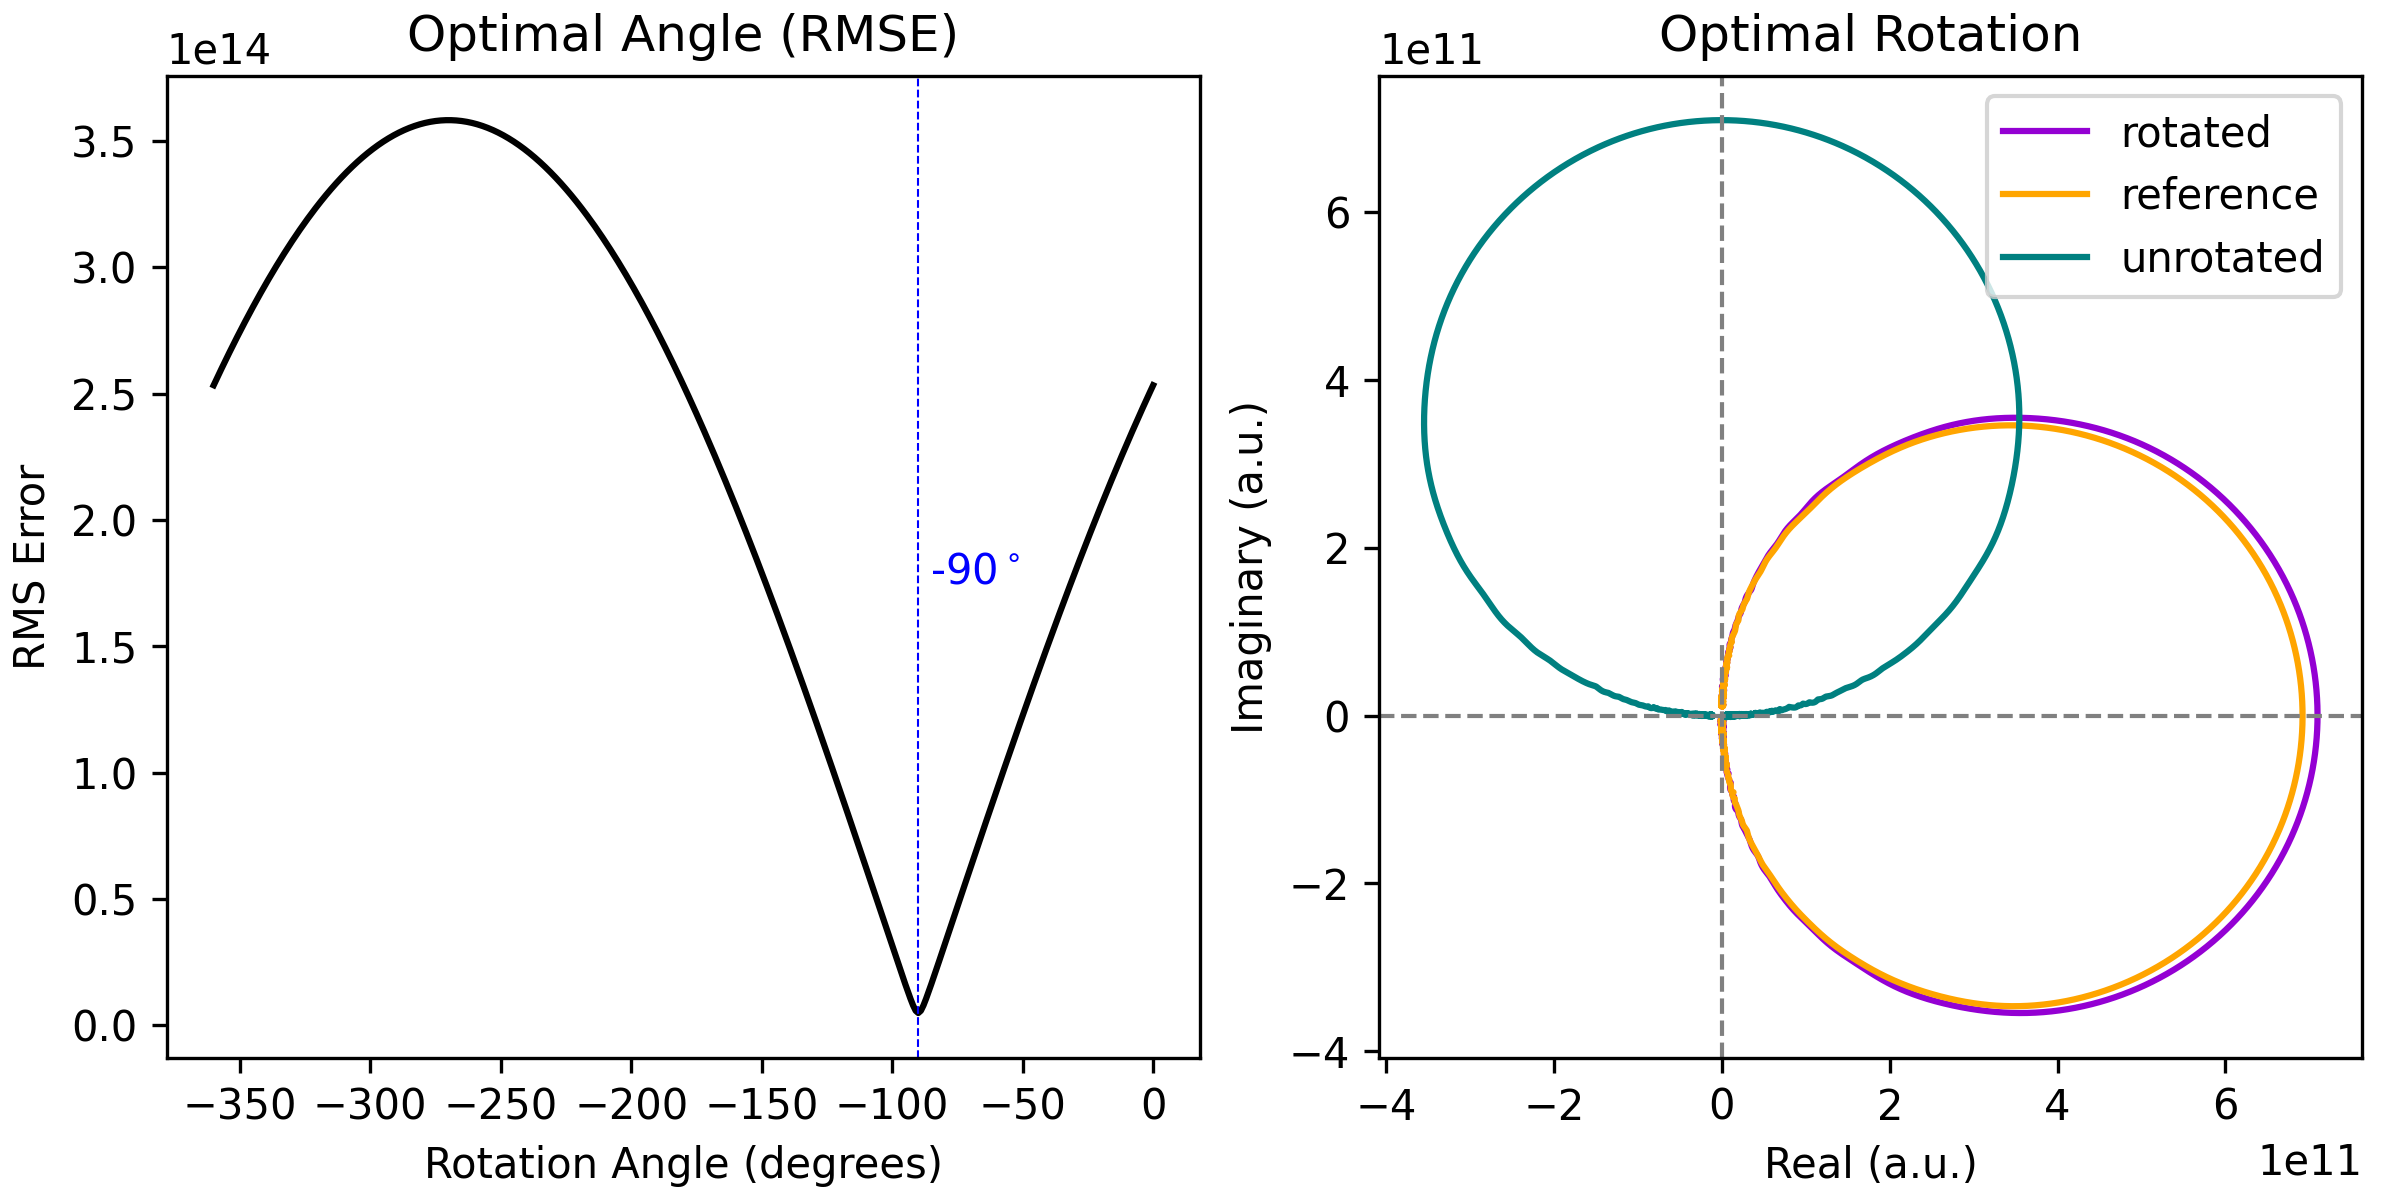 Optimal Angle (RMSE)
1e14
3.5
3.0
2.5
2.0
1.5
1.0
0.5
0.0
RMS Error
-90°
−350 −300 −250 −200 −150 −100 −50 0
Rotation Angle (degrees)
Optimal Rotation
1e11
rotated
reference
unrotated
6
4
2
0
−2
−4
Imaginary (a.u.)
−4 −2 0 2 4 6
Real (a.u.)
1e11